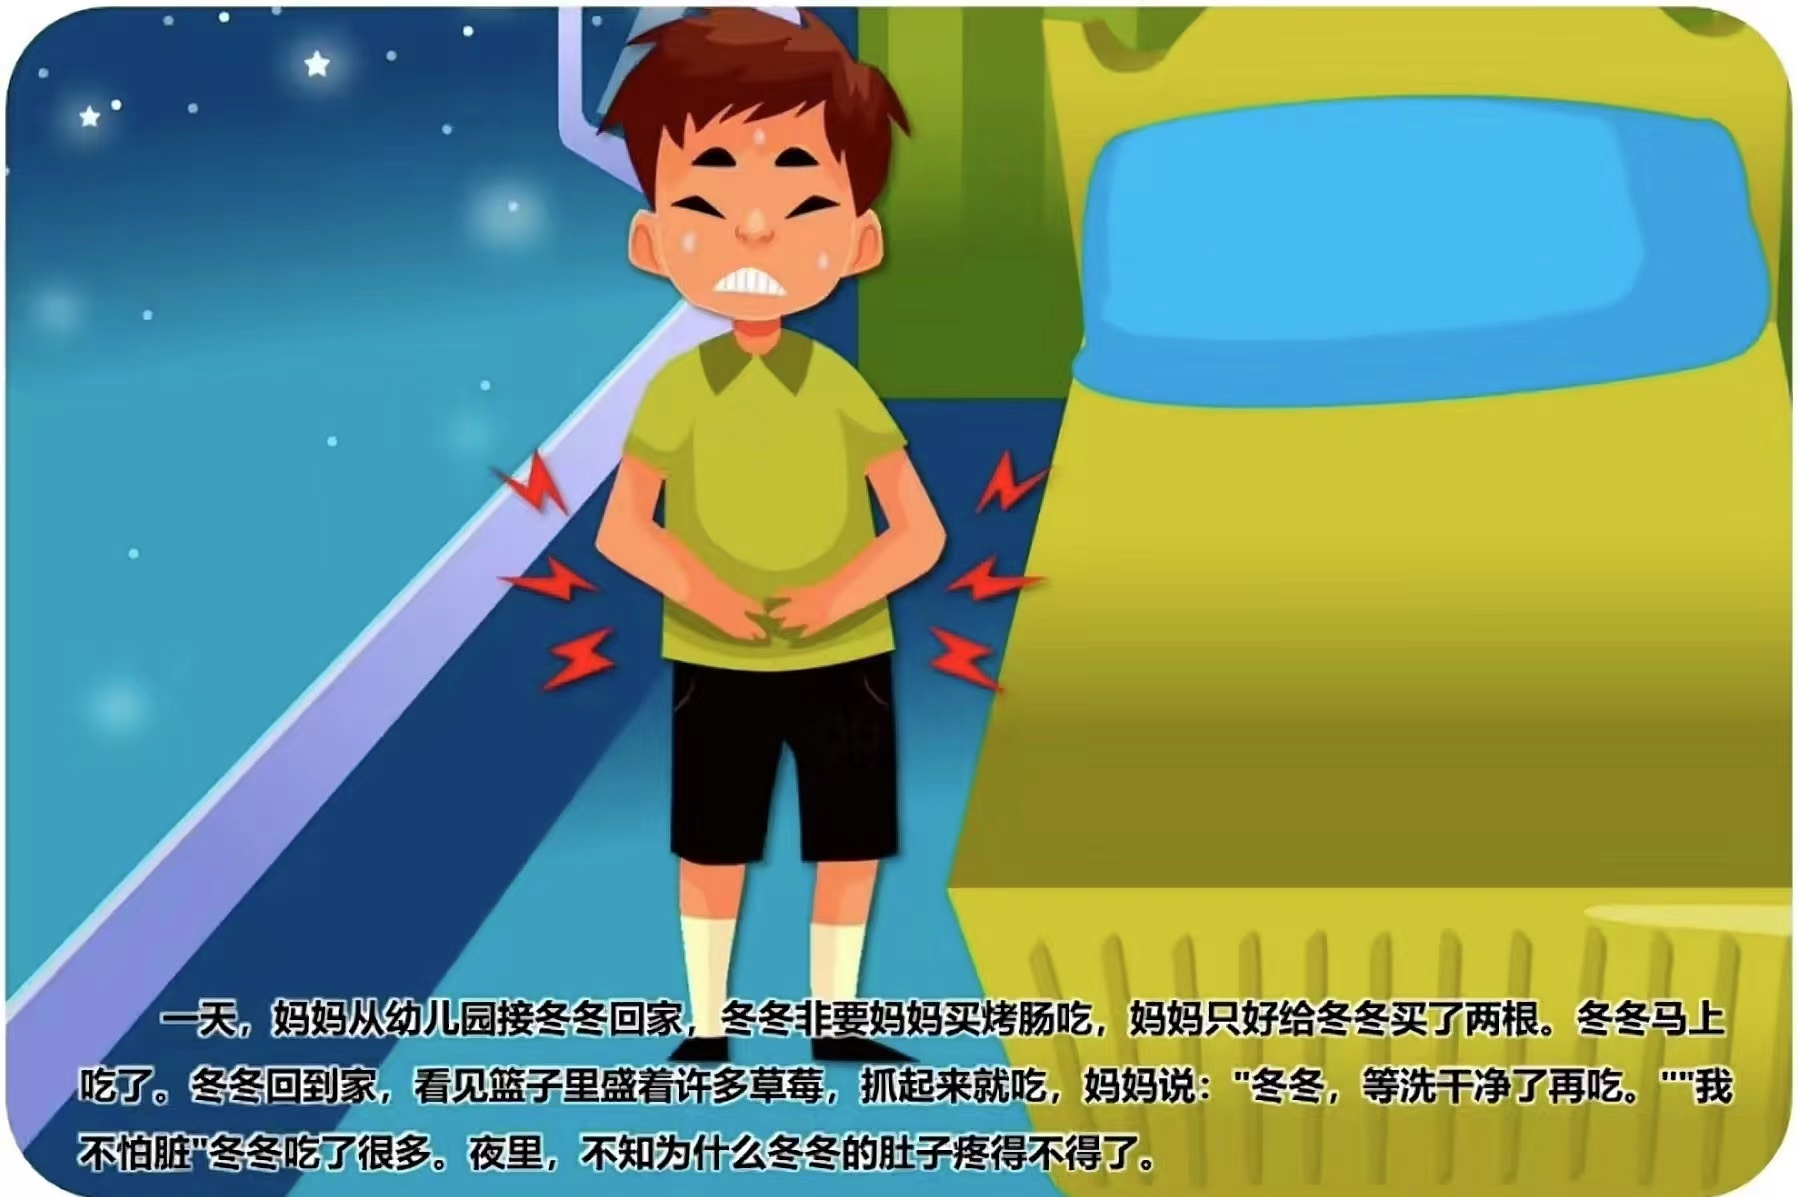 一天，妈妈从幼儿园接冬冬回家，冬冬非要妈妈买烤肠吃，妈妈只好给冬冬买了两根。冬冬马上
吃了。冬冬回到家，看见篮子里盛着许多草莓，抓起来就吃，妈妈说："冬冬，等洗干净了再吃。""我
不怕脏"冬冬吃了很多。夜里，不知为什么冬冬的肚子疼得不得了。